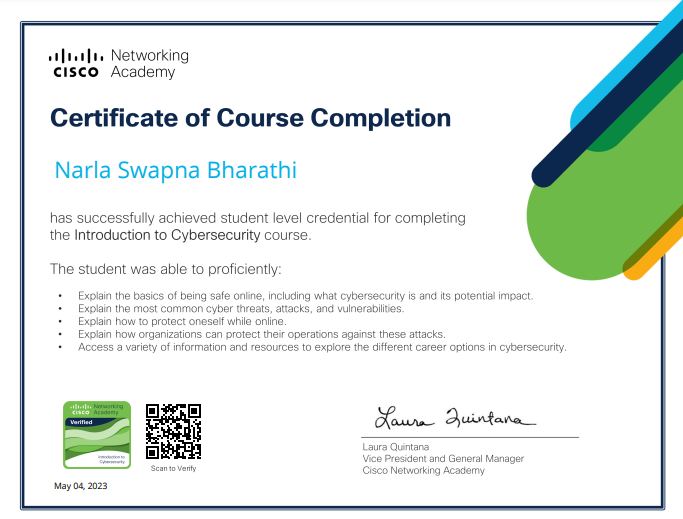 Networking
Academy
CISCO
Certificate of Course Completion
Narla Swapna Bharathi
has successfully achieved student level credential for completing
the Introduction to Cybersecurity course.
The student was able to proficiently:
• Explain the basics of being safe online, including what cybersecurity is and its potential impact.
• Explain the most common cyber threats, attacks, and vulnerabilities.
• Explain how to protect oneself while online.
• Explain how organizations can protect their operations against these attacks.
• Access a variety of information and resources to explore the different career options in cybersecurity.
Networking
CISCO Academy
Verified
Introduction to
Cybersecurity
Scan to Verify
May 04, 2023
Laura Quintana
Laura Quintana
Vice President and General Manager
Cisco Networking Academy